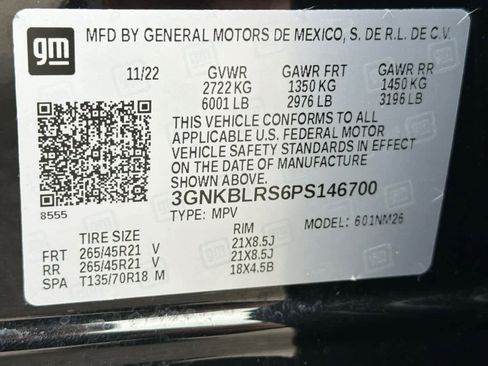 gm
MFD BY GENERAL MOTORS DE MEXICO, S. DE R.L. DE C.V.
11/22 GVWR GAWR FRT GAWR RR
2722 KG 1350 KG 1450 KG
6001 LB 2976 LB 3196 LB
THIS VEHICLE CONFORMS TO ALL
APPLICABLE U.S. FEDERAL MOTOR
VEHICLE SAFETY STANDARDS IN EFFECT
ON THE DATE OF MANUFACTURE
SHOWN ABOVE.
8555
3GNKBLRS6PS146700
TYPE: MPV MODEL: 601NM26
TIRE SIZE RIM
FRT 265/45R21 V 21X8.5J
RR 265/45R21 V 21X8.5J
SPA T135/70R18 M 18X4.5B